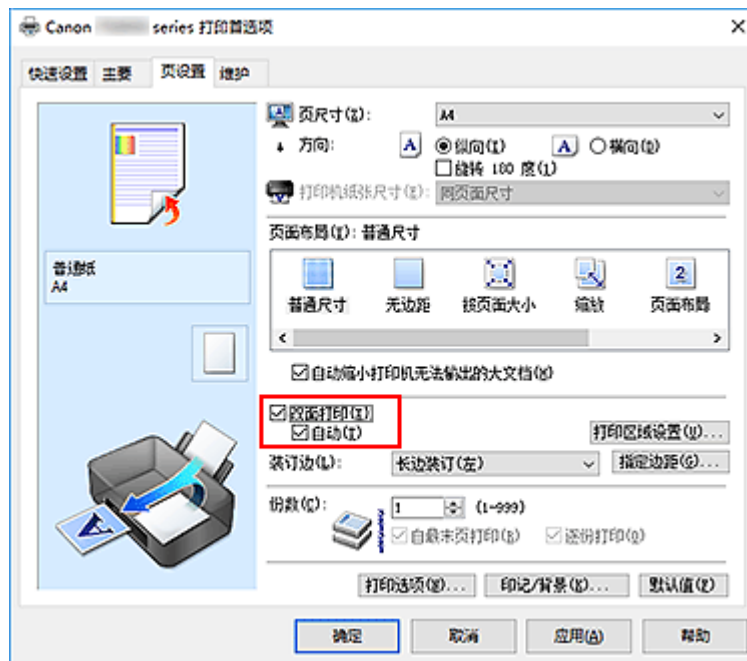 Canon series 打印首选项
快速设置 主要 页设置 维护
页尺寸(Z): A4
方向: A 纵向(I) A 横向(D)
旋转 180 度(1)
打印机纸张尺寸(E): 同页面尺寸
页面布局(Y): 普通尺寸
普通纸
A4
2
普通尺寸 无边距 按页面大小 缩放 页面布局
自动缩小打印机无法输出的大文档(W)
双面打印(X)
自动(T) 打印区域设置(U)...
装订边(L): 长边装订(左) 指定边距(G)...
份数(C): 1 (1-999)
自最末页打印(B) 逐份打印(O)
A
打印选项(N)... 印记/背景(K)... 默认值(F)
确定 取消 应用(A) 帮助